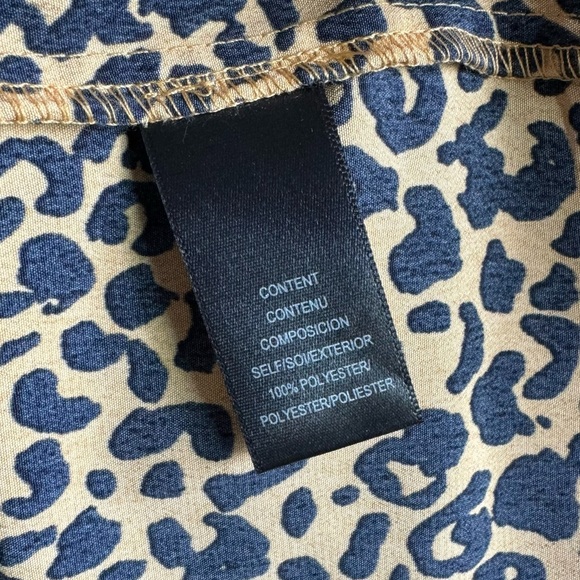 CONTENT
CONTENU
COMPOSICION
SELF/SOI/EXTERIOR
100% POLYESTER/
POLYESTER/POLIESTER